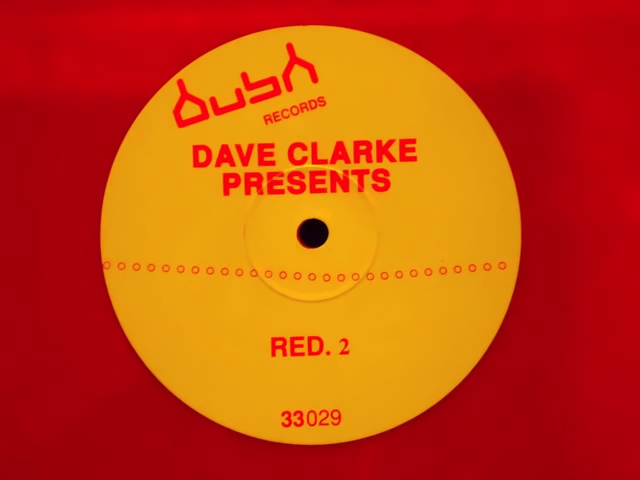 bush
RECORDS
DAVE CLARKE
PRESENTS
RED. 2
33029